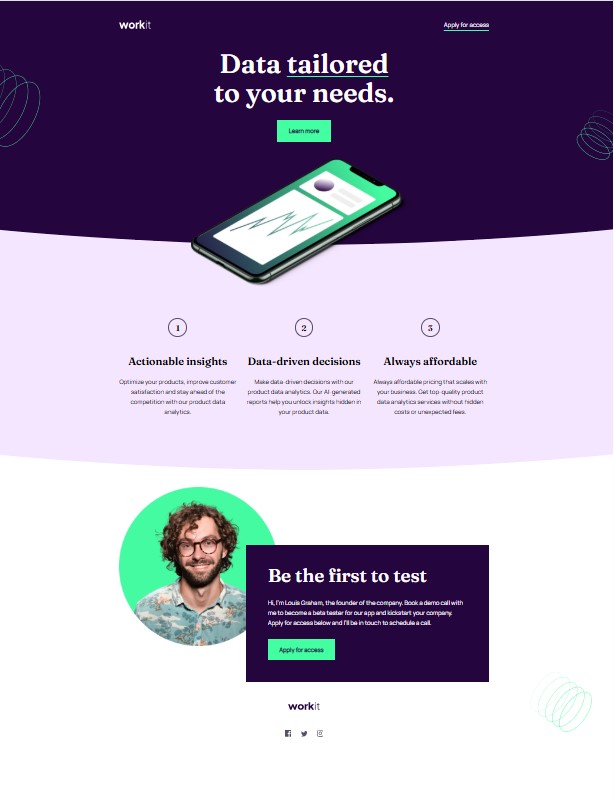 workit
Apply for access
Data tailored
to your needs.
Learn more
1
2
3
Actionable insights
Data-driven decisions
Always affordable
Optimize your products, improve customer
satisfaction and stay ahead of the
competition with our product data
analytics.
Make data-driven decisions with our
product data analytics. Our AI-generated
reports help you unlock insights hidden in
your product data.
Always affordable pricing that scales with
your business. Get top-quality product
data analytics services without hidden
costs or unexpected fees.
Be the first to test
Hi, I'm Louis Graham, the founder of the company. Book a demo call with
me to become a beta tester for our app and kickstart your company.
Apply for access below and I'll be in touch to schedule a call.
Apply for access
workit